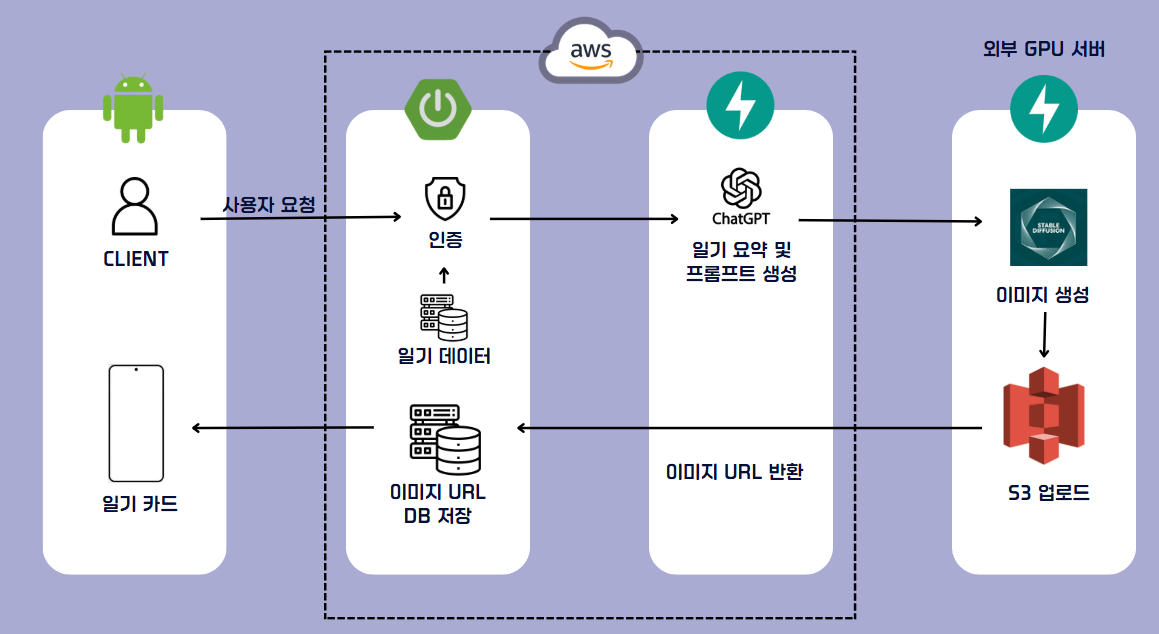 aws
외부 GPU 서버
사용자 요청
CLIENT
인증
일기 데이터
ChatGPT
일기 요약 및
프롬프트 생성
STABLE
DIFFUSION
이미지 생성
일기 카드
이미지 URL
DB 저장
이미지 URL 반환
S3 업로드